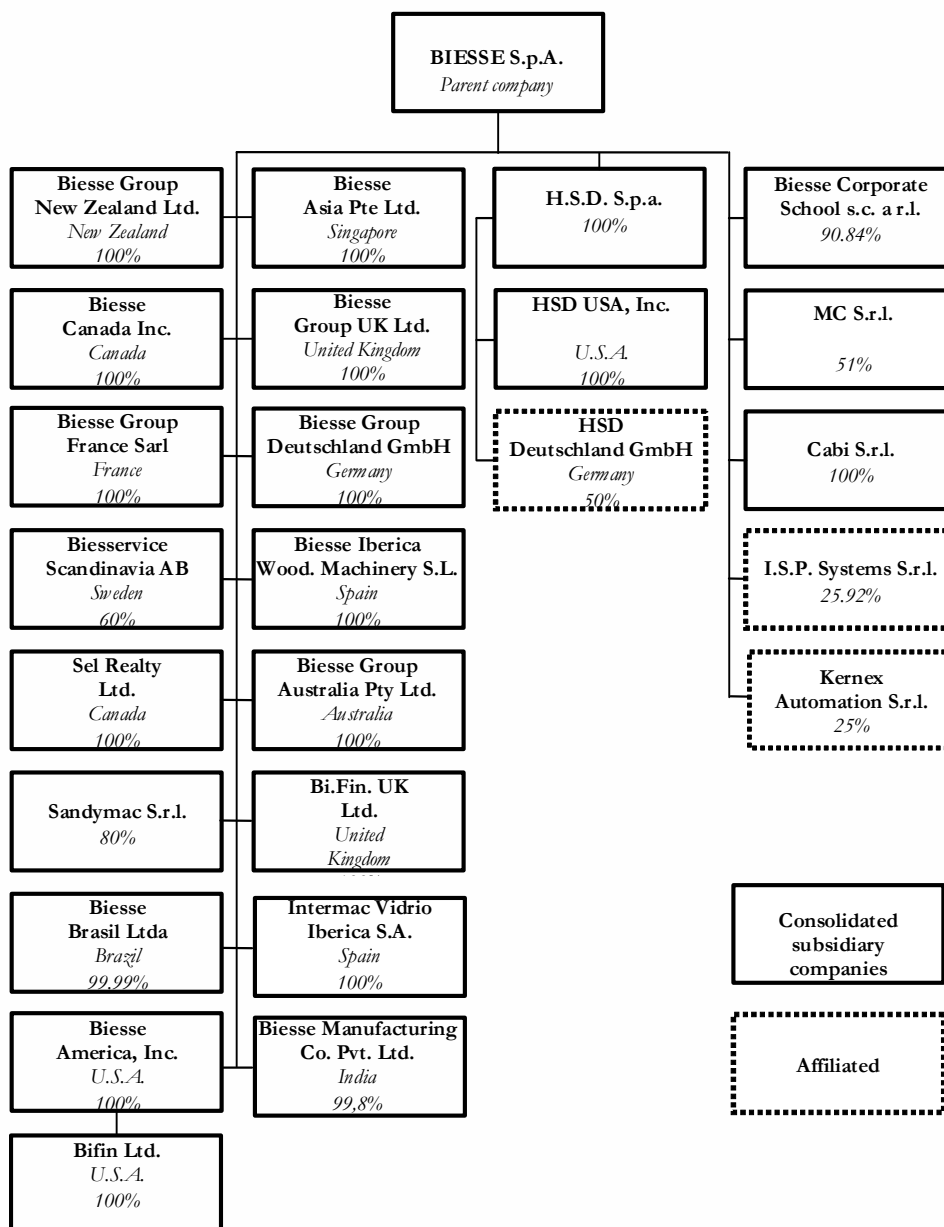 BIESSE S.p.A.
Parent company
Biesse Group
New Zealand Ltd.
New Zealand
100%
Biesse
Asia Pte Ltd.
Singapore
100%
H.S.D. S.p.a.
100%
Biesse Corporate
School s.c. a r.l.
90.84%
Biesse
Canada Inc.
Canada
100%
Biesse
Group UK Ltd.
United Kingdom
100%
HSD USA, Inc.
U.S.A.
100%
MC S.r.l.
51%
Biesse Group
France Sarl
France
100%
Biesse Group
Deutschland GmbH
Germany
100%
HSD
Deutschland GmbH
Germany
50%
Cabi S.r.l.
100%
Biesservice
Scandinavia AB
Sweden
60%
Biesse Iberica
Wood. Machinery S.L.
Spain
100%
I.S.P. Systems S.r.l.
25.92%
Sel Realty
Ltd.
Canada
100%
Biesse Group
Australia Pty Ltd.
Australia
100%
Kernex
Automation S.r.l.
25%
Sandymac S.r.l.
80%
Bi.Fin. UK
Ltd.
United
Kingdom
Biesse
Brasil Ltda
Brazil
99.99%
Intermac Vidrio
Iberica S.A.
Spain
100%
Consolidated
subsidiary
companies
Biesse
America, Inc.
U.S.A.
100%
Biesse Manufacturing
Co. Pvt. Ltd.
India
99,8%
Affiliated
Bifin Ltd.
U.S.A.
100%